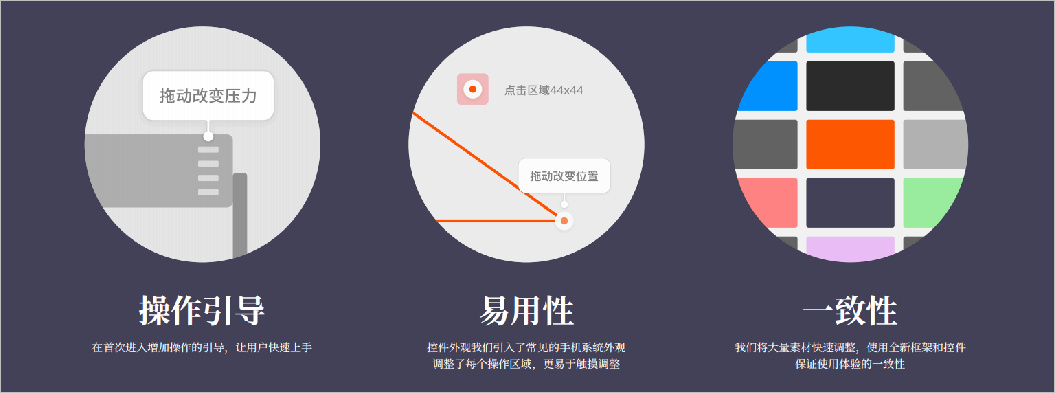 拖动改变压力
点击区域44x44
拖动改变位置
操作引导
在首次进入增加操作的引导，让用户快速上手
易用性
控件外观我们引入了常见的手机系统外观
调整了每个操作区域，更易于触摸调整
一致性
我们将大量素材快速调整，使用全新框架和控件
保证使用体验的一致性